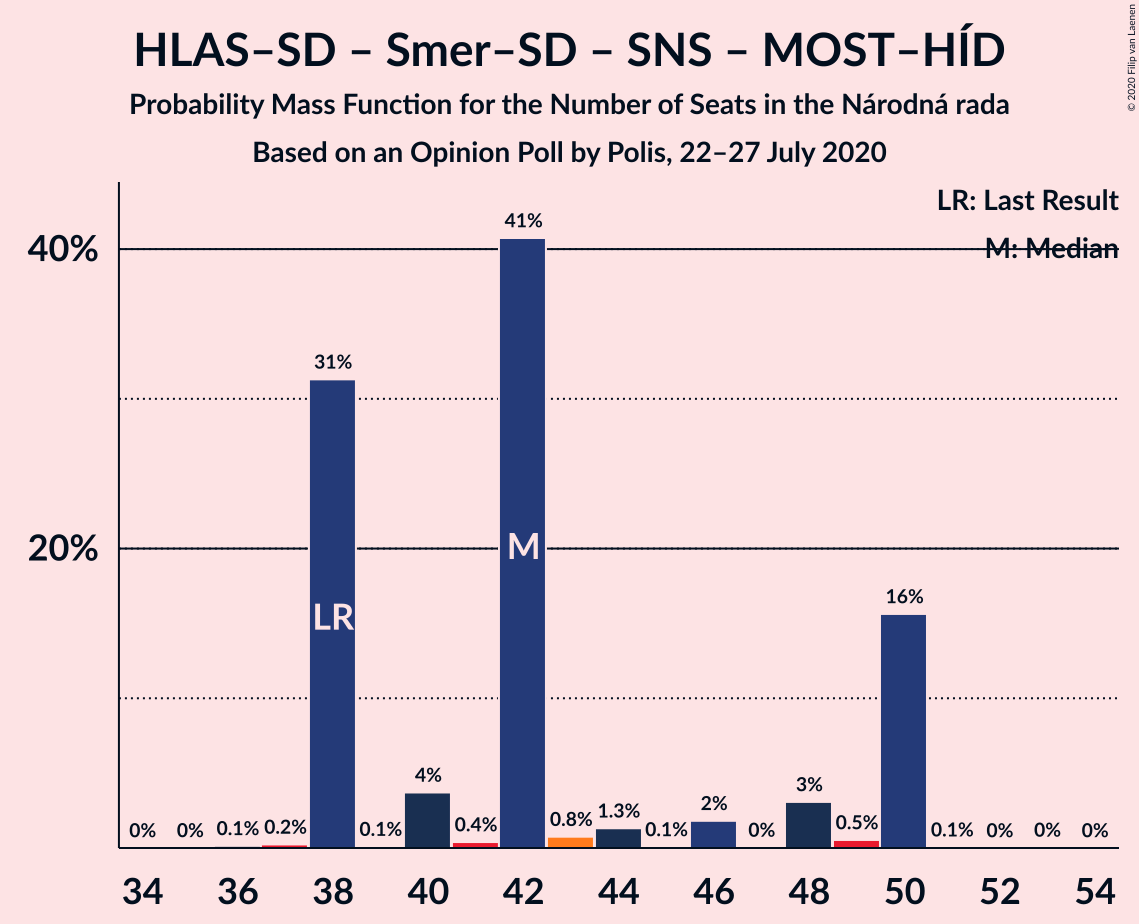 HLAS–SD – Smer–SD – SNS – MOST–HÍD
Probability Mass Function for the Number of Seats in the Národná rada
Based on an Opinion Poll by Polis, 22–27 July 2020
© 2020 Filip van Laenen
LR: Last Result
M: Median
40%
20%
0% 0% 0.1% 0.2% 31% 0.1% 4% 0.4% 41% 0.8% 1.3% 0.1% 2% 0% 3% 0.5% 16% 0.1% 0% 0% 0%
LR
M
34 36 38 40 42 44 46 48 50 52 54